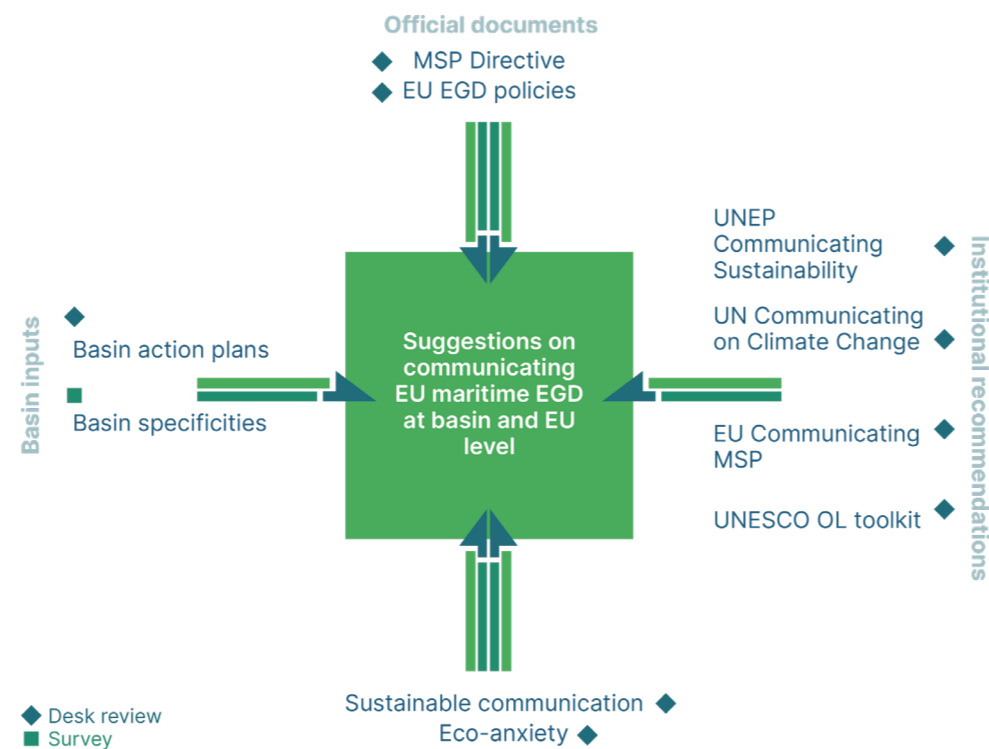 Official documents
MSP Directive
EU EGD policies
Basin inputs
Basin action plans
Basin specificities
Suggestions on
communicating
EU maritime EGD
at basin and EU
level
UNEP
Communicating
Sustainability
UN Communicating
on Climate Change
EU Communicating
MSP
UNESCO OL toolkit
Institutional recommendations
Sustainable communication
Eco-anxiety
Desk review
Survey